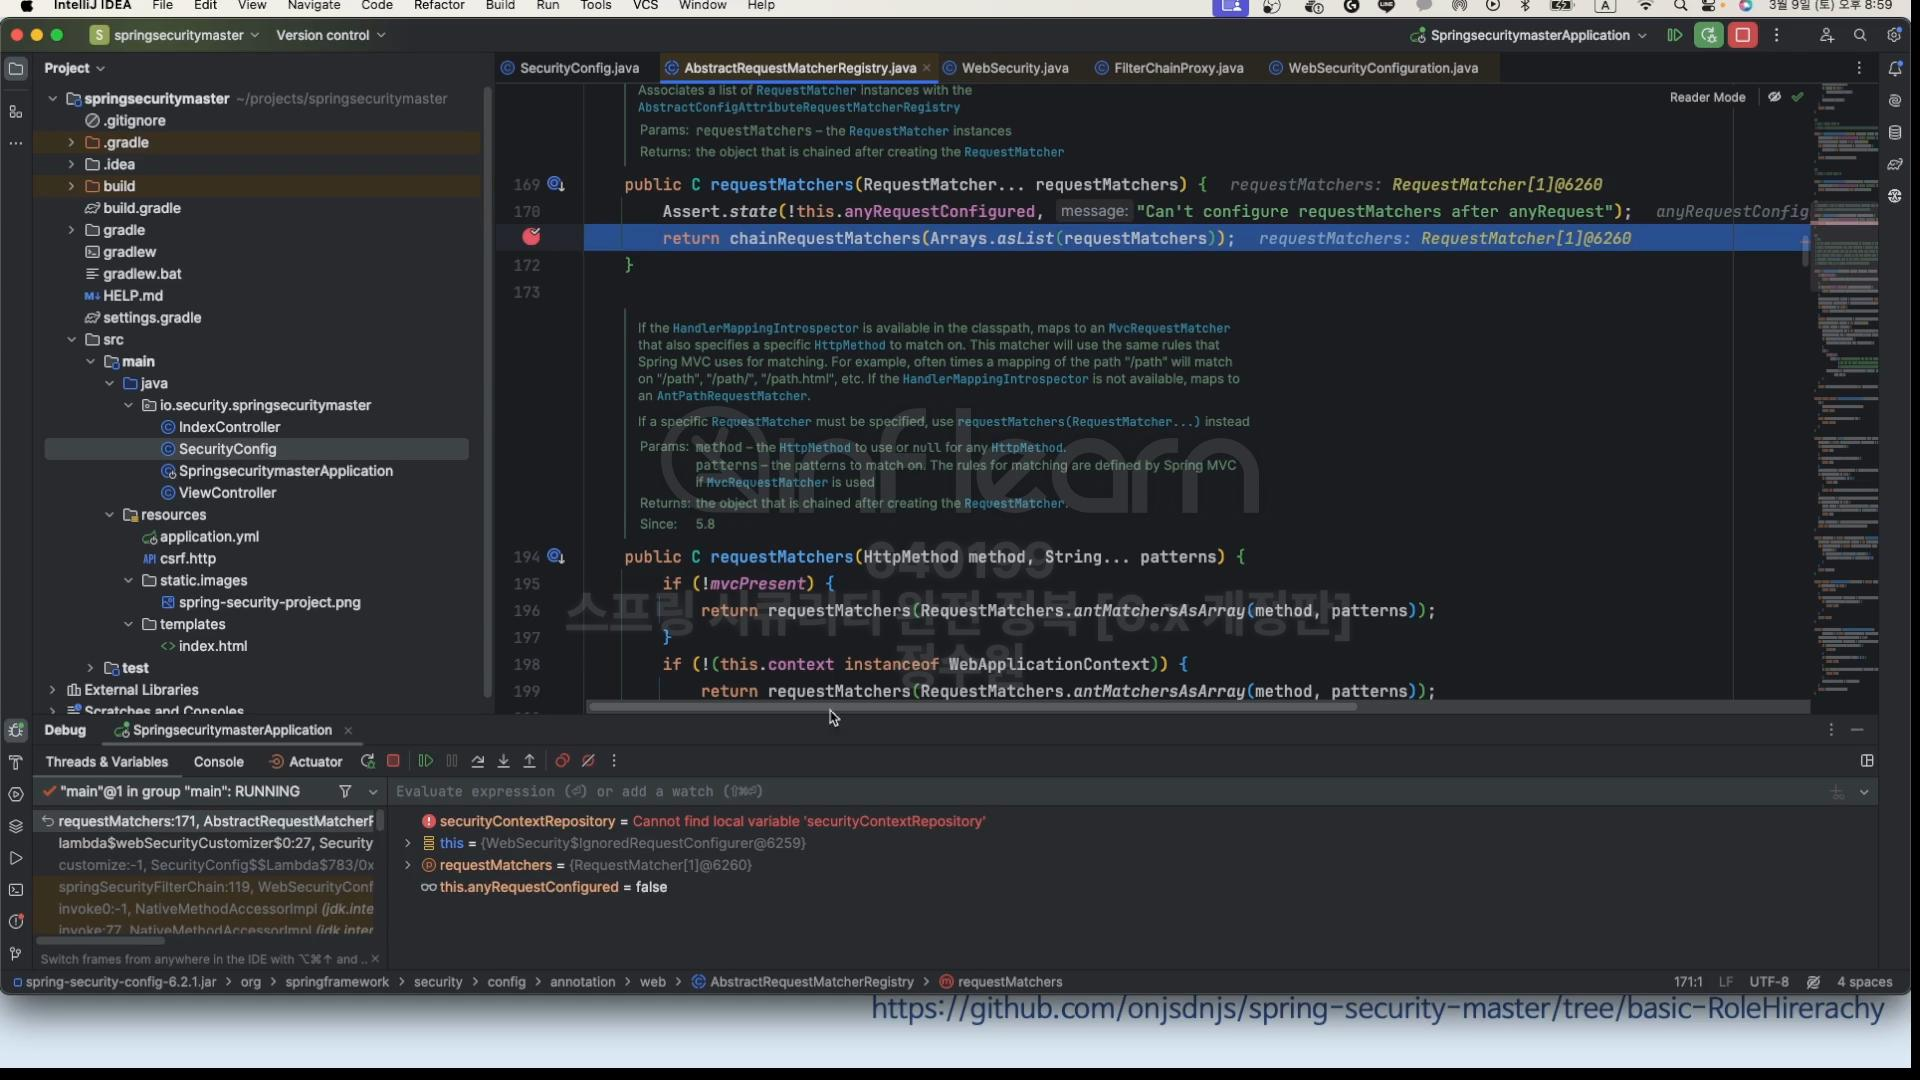 IntelliJ IDEA File Edit View Navigate Code Refactor Build Run Tools VCS Window Help
A
3월 9일 (토) 오후 8:59
S springsecuritymaster Version control
SpringsecuritymasterApplication
Project
springsecuritymaster ~/projects/springsecuritymaster
.gitignore
.gradle
.idea
build
build.gradle
gradle
gradlew
gradlew.bat
M↓ HELP.md
settings.gradle
src
main
java
io.security.springsecuritymaster
IndexController
SecurityConfig
SpringsecuritymasterApplication
ViewController
resources
application.yml
API csrf.http
static.images
spring-security-project.png
templates
<> index.html
test
External Libraries
Scratches and Consoles
SecurityConfig.java AbstractRequestMatcherRegistry.java WebSecurity.java FilterChainProxy.java WebSecurityConfiguration.java
Reader Mode
Associates a list of RequestMatcher instances with the
AbstractConfigAttributeRequestMatcherRegistry
Params: requestMatchers – the RequestMatcher instances
Returns: the object that is chained after creating the RequestMatcher
169 public C requestMatchers(RequestMatcher... requestMatchers) { requestMatchers: RequestMatcher[1]@6260
170 Assert.state(!this.anyRequestConfigured, message: "Can't configure requestMatchers after anyRequest"); anyRequestConfig
return chainRequestMatchers(Arrays.asList(requestMatchers)); requestMatchers: RequestMatcher[1]@6260
172 }
173
If the HandlerMappingIntrospector is available in the classpath, maps to an MvcRequestMatcher
that also specifies a specific HttpMethod to match on. This matcher will use the same rules that
Spring MVC uses for matching. For example, often times a mapping of the path "/path" will match
on "/path", "/path/", "/path.html", etc. If the HandlerMappingIntrospector is not available, maps to
an AntPathRequestMatcher.
If a specific RequestMatcher must be specified, use requestMatchers(RequestMatcher...) instead
Params: method – the HttpMethod to use or null for any HttpMethod.
patterns – the patterns to match on. The rules for matching are defined by Spring MVC
if MvcRequestMatcher is used
Returns: the object that is chained after creating the RequestMatcher.
Since: 5.8
194 public C requestMatchers(HttpMethod method, String... patterns) {
195 if (!mvcPresent) {
196 return requestMatchers(RequestMatchers.antMatchersAsArray(method, patterns));
197 }
198 if (!(this.context instanceof WebApplicationContext)) {
199 return requestMatchers(RequestMatchers.antMatchersAsArray(method, patterns));
inflearn
스프링 시큐리티 완전 정복 [6.x 개정판]
정수원
Debug SpringsecuritymasterApplication
Threads & Variables Console Actuator
"main"@1 in group "main": RUNNING
Evaluate expression (⏎) or add a watch (⇧⌘⏎)
requestMatchers:171, AbstractRequestMatcherR
lambda$webSecurityCustomizer$0:27, Security
customize:-1, SecurityConfig$$Lambda$783/0x
springSecurityFilterChain:119, WebSecurityConf
invoke0:-1, NativeMethodAccessorImpl (jdk.inte
invoke:77, NativeMethodAccessorImpl (jdk.inter
Switch frames from anywhere in the IDE with ⌥⌘↑ and ..
securityContextRepository = Cannot find local variable 'securityContextRepository'
this = {WebSecurity$IgnoredRequestConfigurer@6259}
requestMatchers = {RequestMatcher[1]@6260}
this.anyRequestConfigured = false
spring-security-config-6.2.1.jar > org > springframework > security > config > annotation > web > AbstractRequestMatcherRegistry > requestMatchers
171:1 LF UTF-8 4 spaces
https://github.com/onjsdnjs/spring-security-master/tree/basic-RoleHirerachy